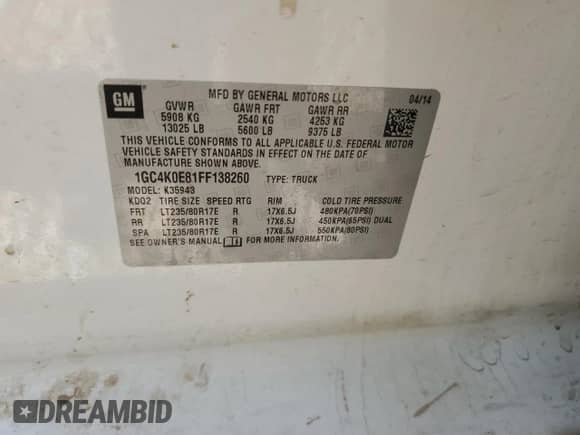 GM
MFD BY GENERAL MOTORS LLC 04/14
GVWR GAWR FRT GAWR RR
5908 KG 2540 KG 4253 KG
13025 LB 5600 LB 9375 LB
THIS VEHICLE CONFORMS TO ALL APPLICABLE U.S. FEDERAL MOTOR
VEHICLE SAFETY STANDARDS IN EFFECT ON THE DATE OF
MANUFACTURE SHOWN ABOVE.
1GC4K0E81FF138260 TYPE: TRUCK
MODEL: K35943
KDO2 TIRE SIZE SPEED RTG RIM COLD TIRE PRESSURE
FRT LT235/80R17E R 17X6.5J 480KPA(70PSI)
RR LT235/80R17E R 17X6.5J 450KPA(65PSI) DUAL
SPA LT235/80R17E R 17X6.5J 550KPA(80PSI)
SEE OWNER'S MANUAL FOR MORE INFORMATION.
DREAMBID